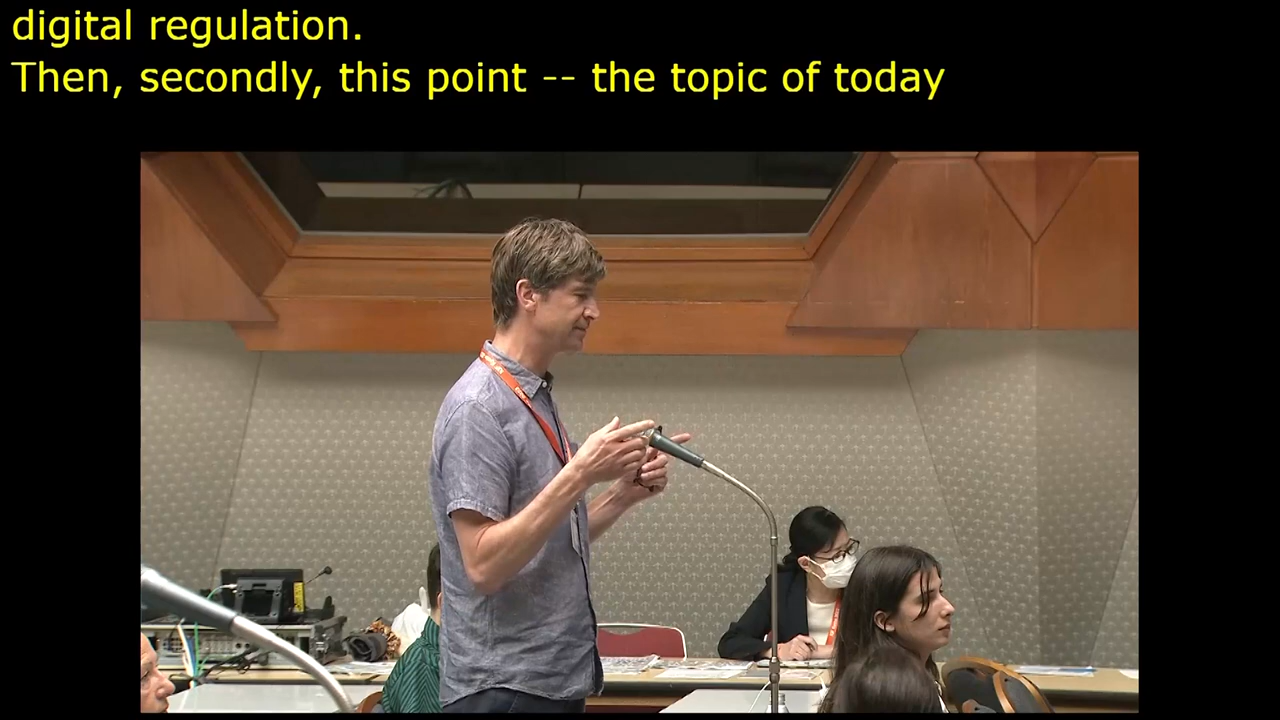 digital regulation.
Then, secondly, this point -- the topic of today